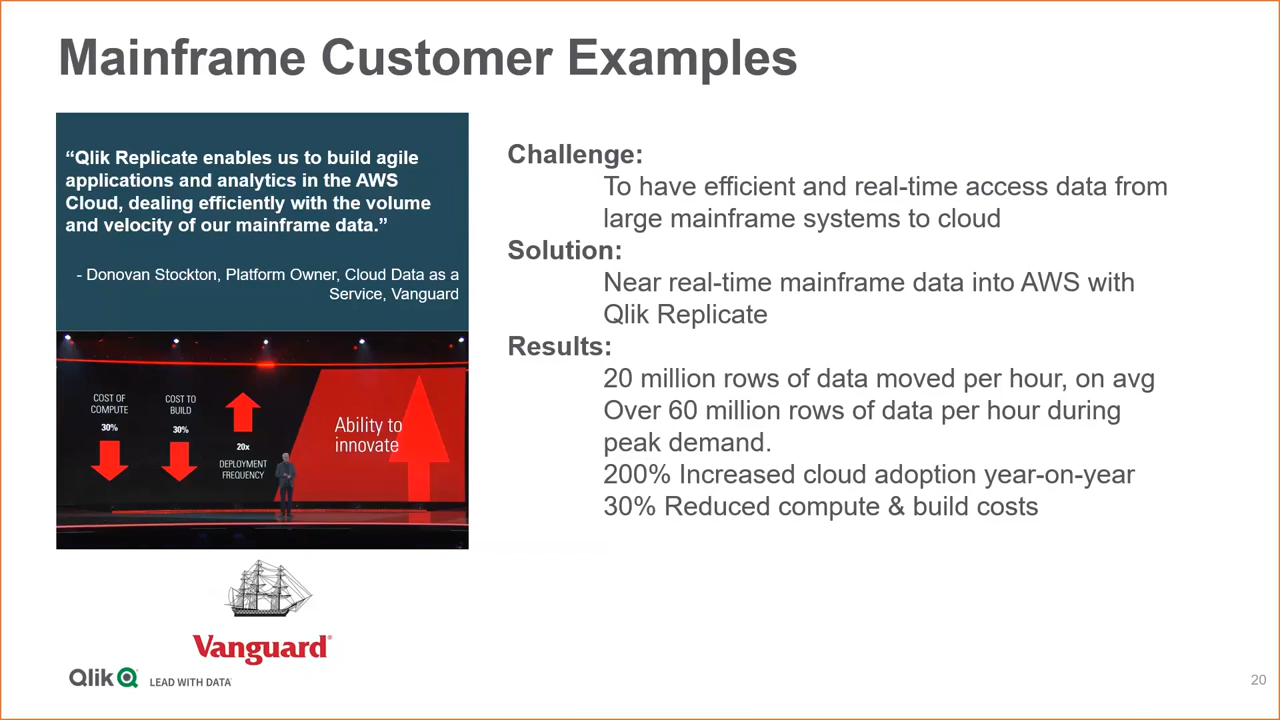 Mainframe Customer Examples
“Qlik Replicate enables us to build agile
applications and analytics in the AWS
Cloud, dealing efficiently with the volume
and velocity of our mainframe data.”
- Donovan Stockton, Platform Owner, Cloud Data as a
Service, Vanguard
COST OF
COMPUTE
30%
COST TO
BUILD
30%
20x
DEPLOYMENT
FREQUENCY
Ability to
innovate
Vanguard®
Challenge:
To have efficient and real-time access data from
large mainframe systems to cloud
Solution:
Near real-time mainframe data into AWS with
Qlik Replicate
Results:
20 million rows of data moved per hour, on avg
Over 60 million rows of data per hour during
peak demand.
200% Increased cloud adoption year-on-year
30% Reduced compute & build costs
Qlik LEAD WITH DATA
20